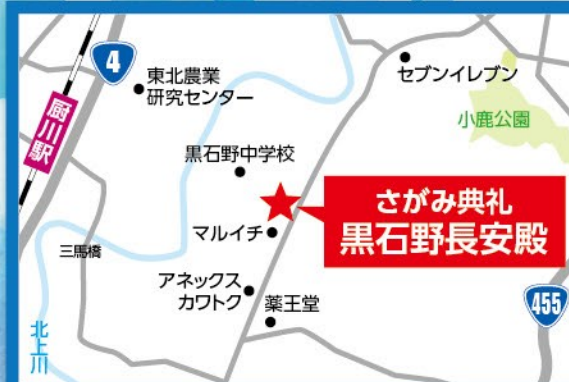 4
東北農業
研究センター
セブンイレブン
厨川駅
小鹿公園
黒石野中学校
さがみ典礼
黒石野長安殿
マルイチ
三馬橋
アネックス
カワトク
薬王堂
455
北上川